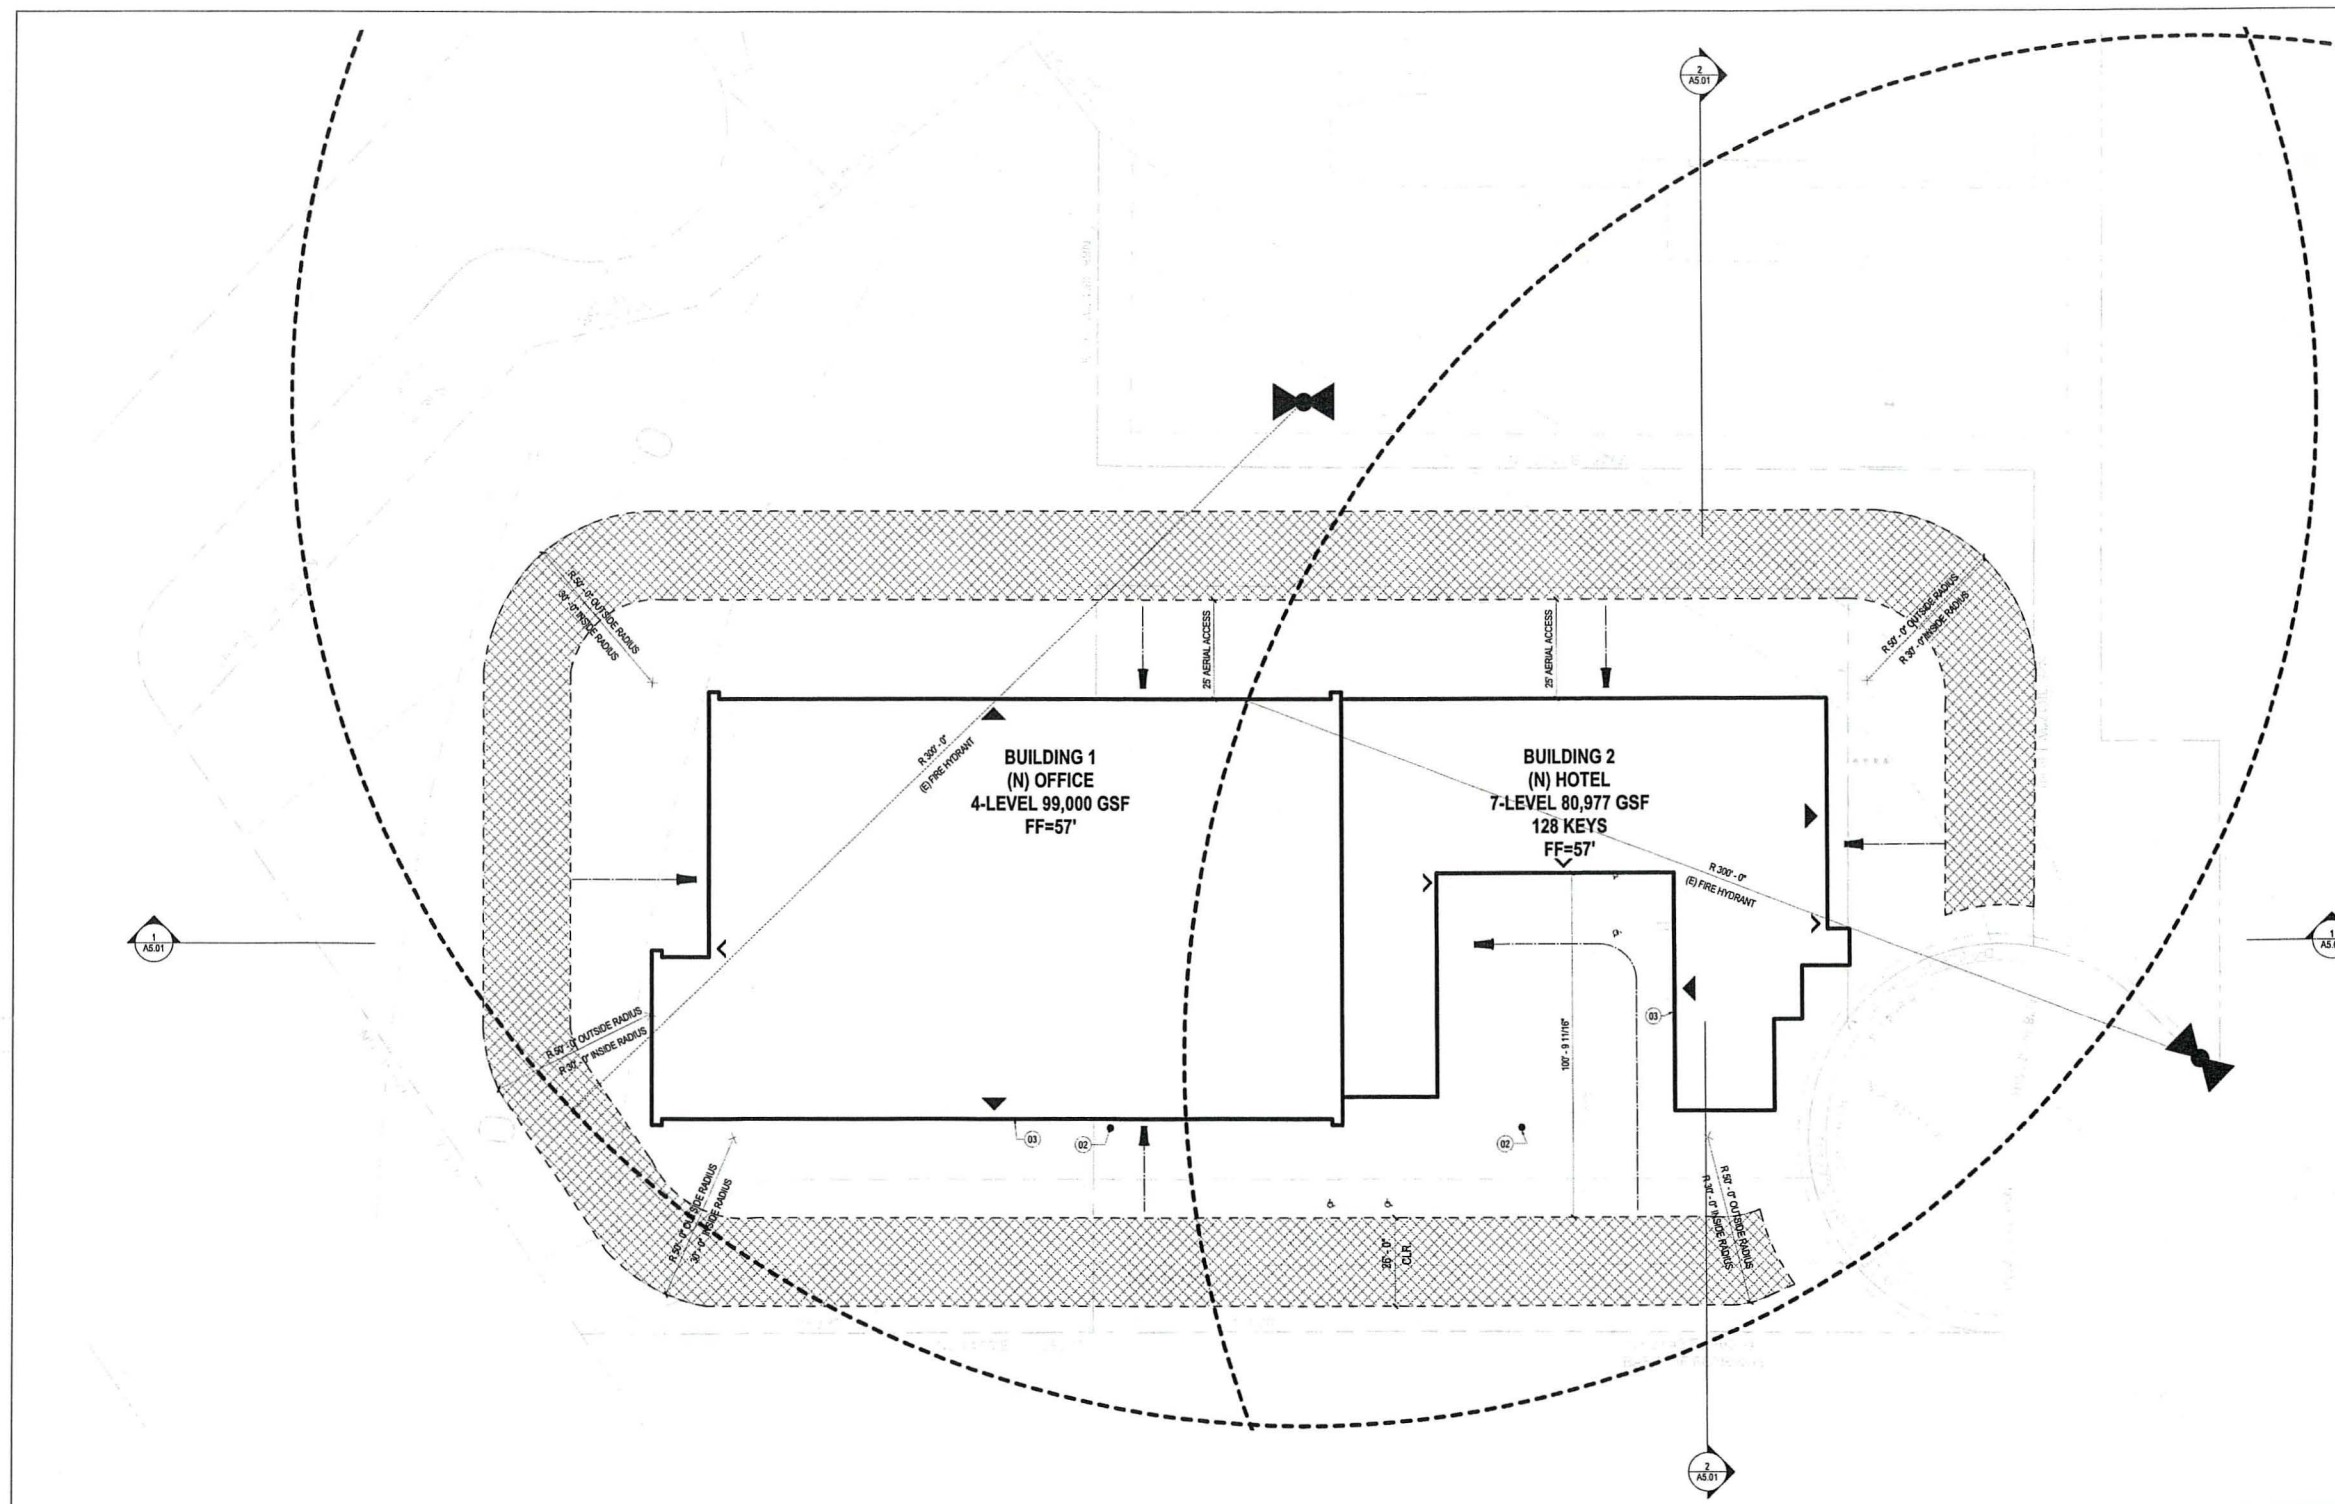 2
A5.01
R 50' - 0" OUTSIDE RADIUS
30' - 0" INSIDE RADIUS
25' AERIAL ACCESS
25' AERIAL ACCESS
R 50' - 0" OUTSIDE RADIUS
R 30' - 0" INSIDE RADIUS
R 300' - 0"
(E) FIRE HYDRANT
BUILDING 1
(N) OFFICE
4-LEVEL 99,000 GSF
FF=57'
BUILDING 2
(N) HOTEL
7-LEVEL 80,977 GSF
128 KEYS
FF=57'
R 300' - 0"
(E) FIRE HYDRANT
1
A5.01
1
R 50' - 0" OUTSIDE RADIUS
R 30' - 0" INSIDE RADIUS
100' - 9 11/16"
03
03
02
02
R 50' - 0" OUTSIDE RADIUS
30' - 0" INSIDE RADIUS
26' - 0"
CLR.
R 50' - 0" OUTSIDE RADIUS
R 30' - 0" INSIDE RADIUS
2
A5.01